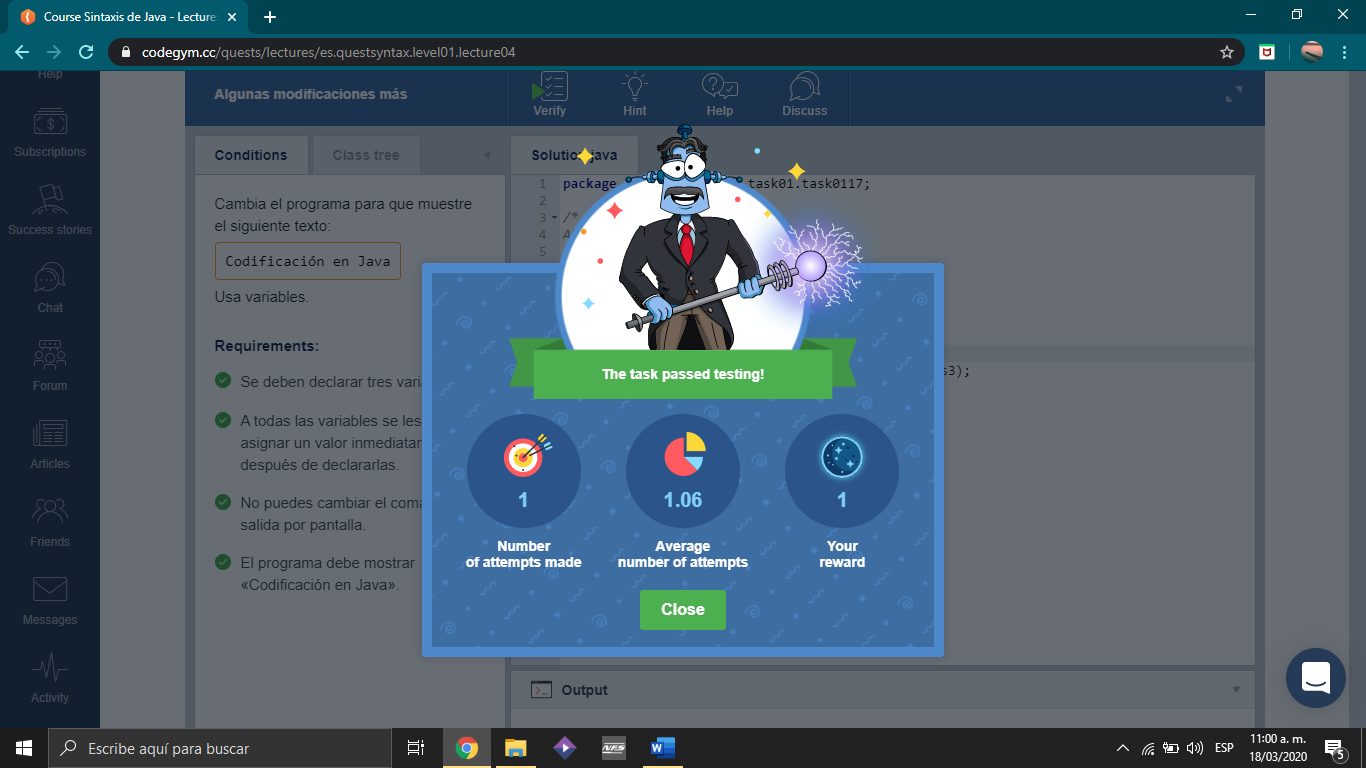 Course Sintaxis de Java - Lecture:
codegym.cc/quests/lectures/es.questsyntax.level01.lecture04
Help
Subscriptions
Success stories
Chat
Forum
Articles
Friends
Messages
Activity
Algunas modificaciones más
Verify
Hint
Help
Discuss
Conditions
Class tree
Cambia el programa para que muestre
el siguiente texto:
Codificación en Java
Usa variables.
Requirements:
Se deben declarar tres vari
A todas las variables se les
asignar un valor inmediatar
después de declararlas.
No puedes cambiar el coma
salida por pantalla.
El programa debe mostrar
«Codificación en Java».
Solution.java
1 package task01.task0117;
2
3 /*
4 A
5
s3);
The task passed testing!
1
Number
of attempts made
1.06
Average
number of attempts
1
Your
reward
Close
Output
Escribe aquí para buscar
NFS
W
ESP
11:00 a. m.
18/03/2020
5